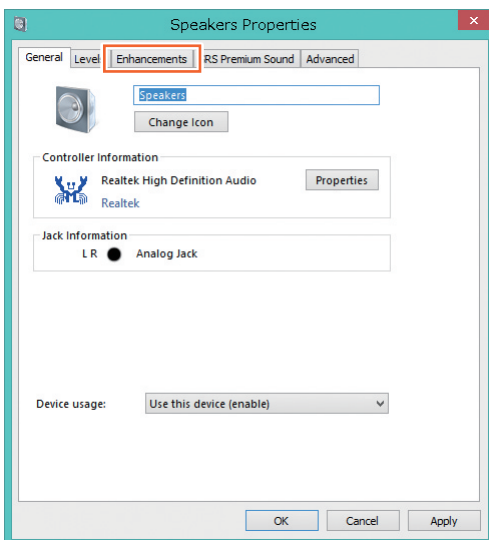 Speakers Properties
General Level Enhancements RS Premium Sound Advanced
Speakers
Change Icon
Controller Information
Realtek High Definition Audio Properties
Realtek
Jack Information
L R Analog Jack
Device usage: Use this device (enable)
OK Cancel Apply